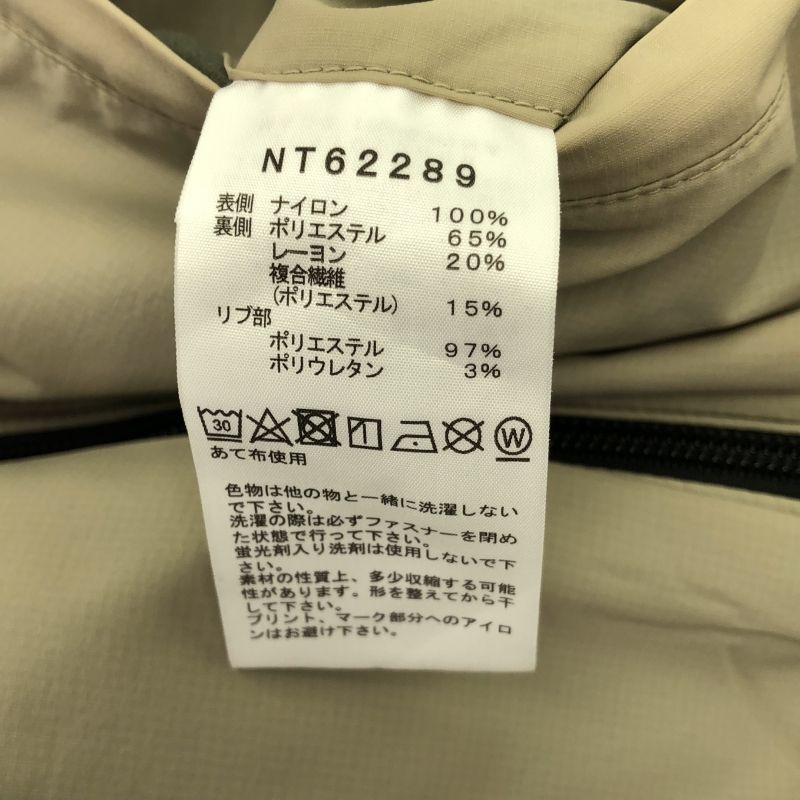 NT62289
表側 ナイロン 100%
裏側 ポリエステル 65%
レーヨン 20%
複合繊維
(ポリエステル) 15%
リブ部
ポリエステル 97%
ポリウレタン 3%
30 W
あて布使用
色物は他の物と一緒に洗濯しない
で下さい。
洗濯の際は必ずファスナーを閉め
た状態で行って下さい。
蛍光剤入り洗剤は使用しないで下
さい。
素材の性質上、多少収縮する可能
性があります。形を整えてから干
して下さい。
プリント、マーク部分へのアイロ
ンはお避け下さい。